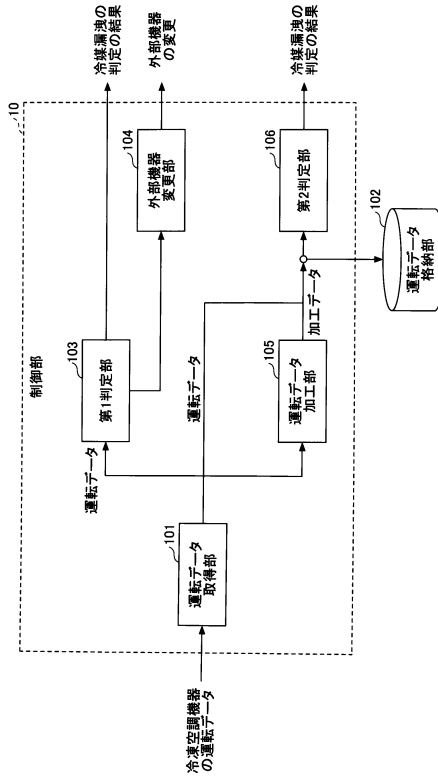 冷凍空調機器
の運転データ
101
運転データ
取得部
制御部
10
運転データ
103
第1判定部
104
外部機器
変更部
冷媒漏洩の
判定の結果
外部機器
の変更
運転データ
105
運転データ
加工部
加工データ
106
第2判定部
冷媒漏洩の
判定の結果
102
運転データ
格納部